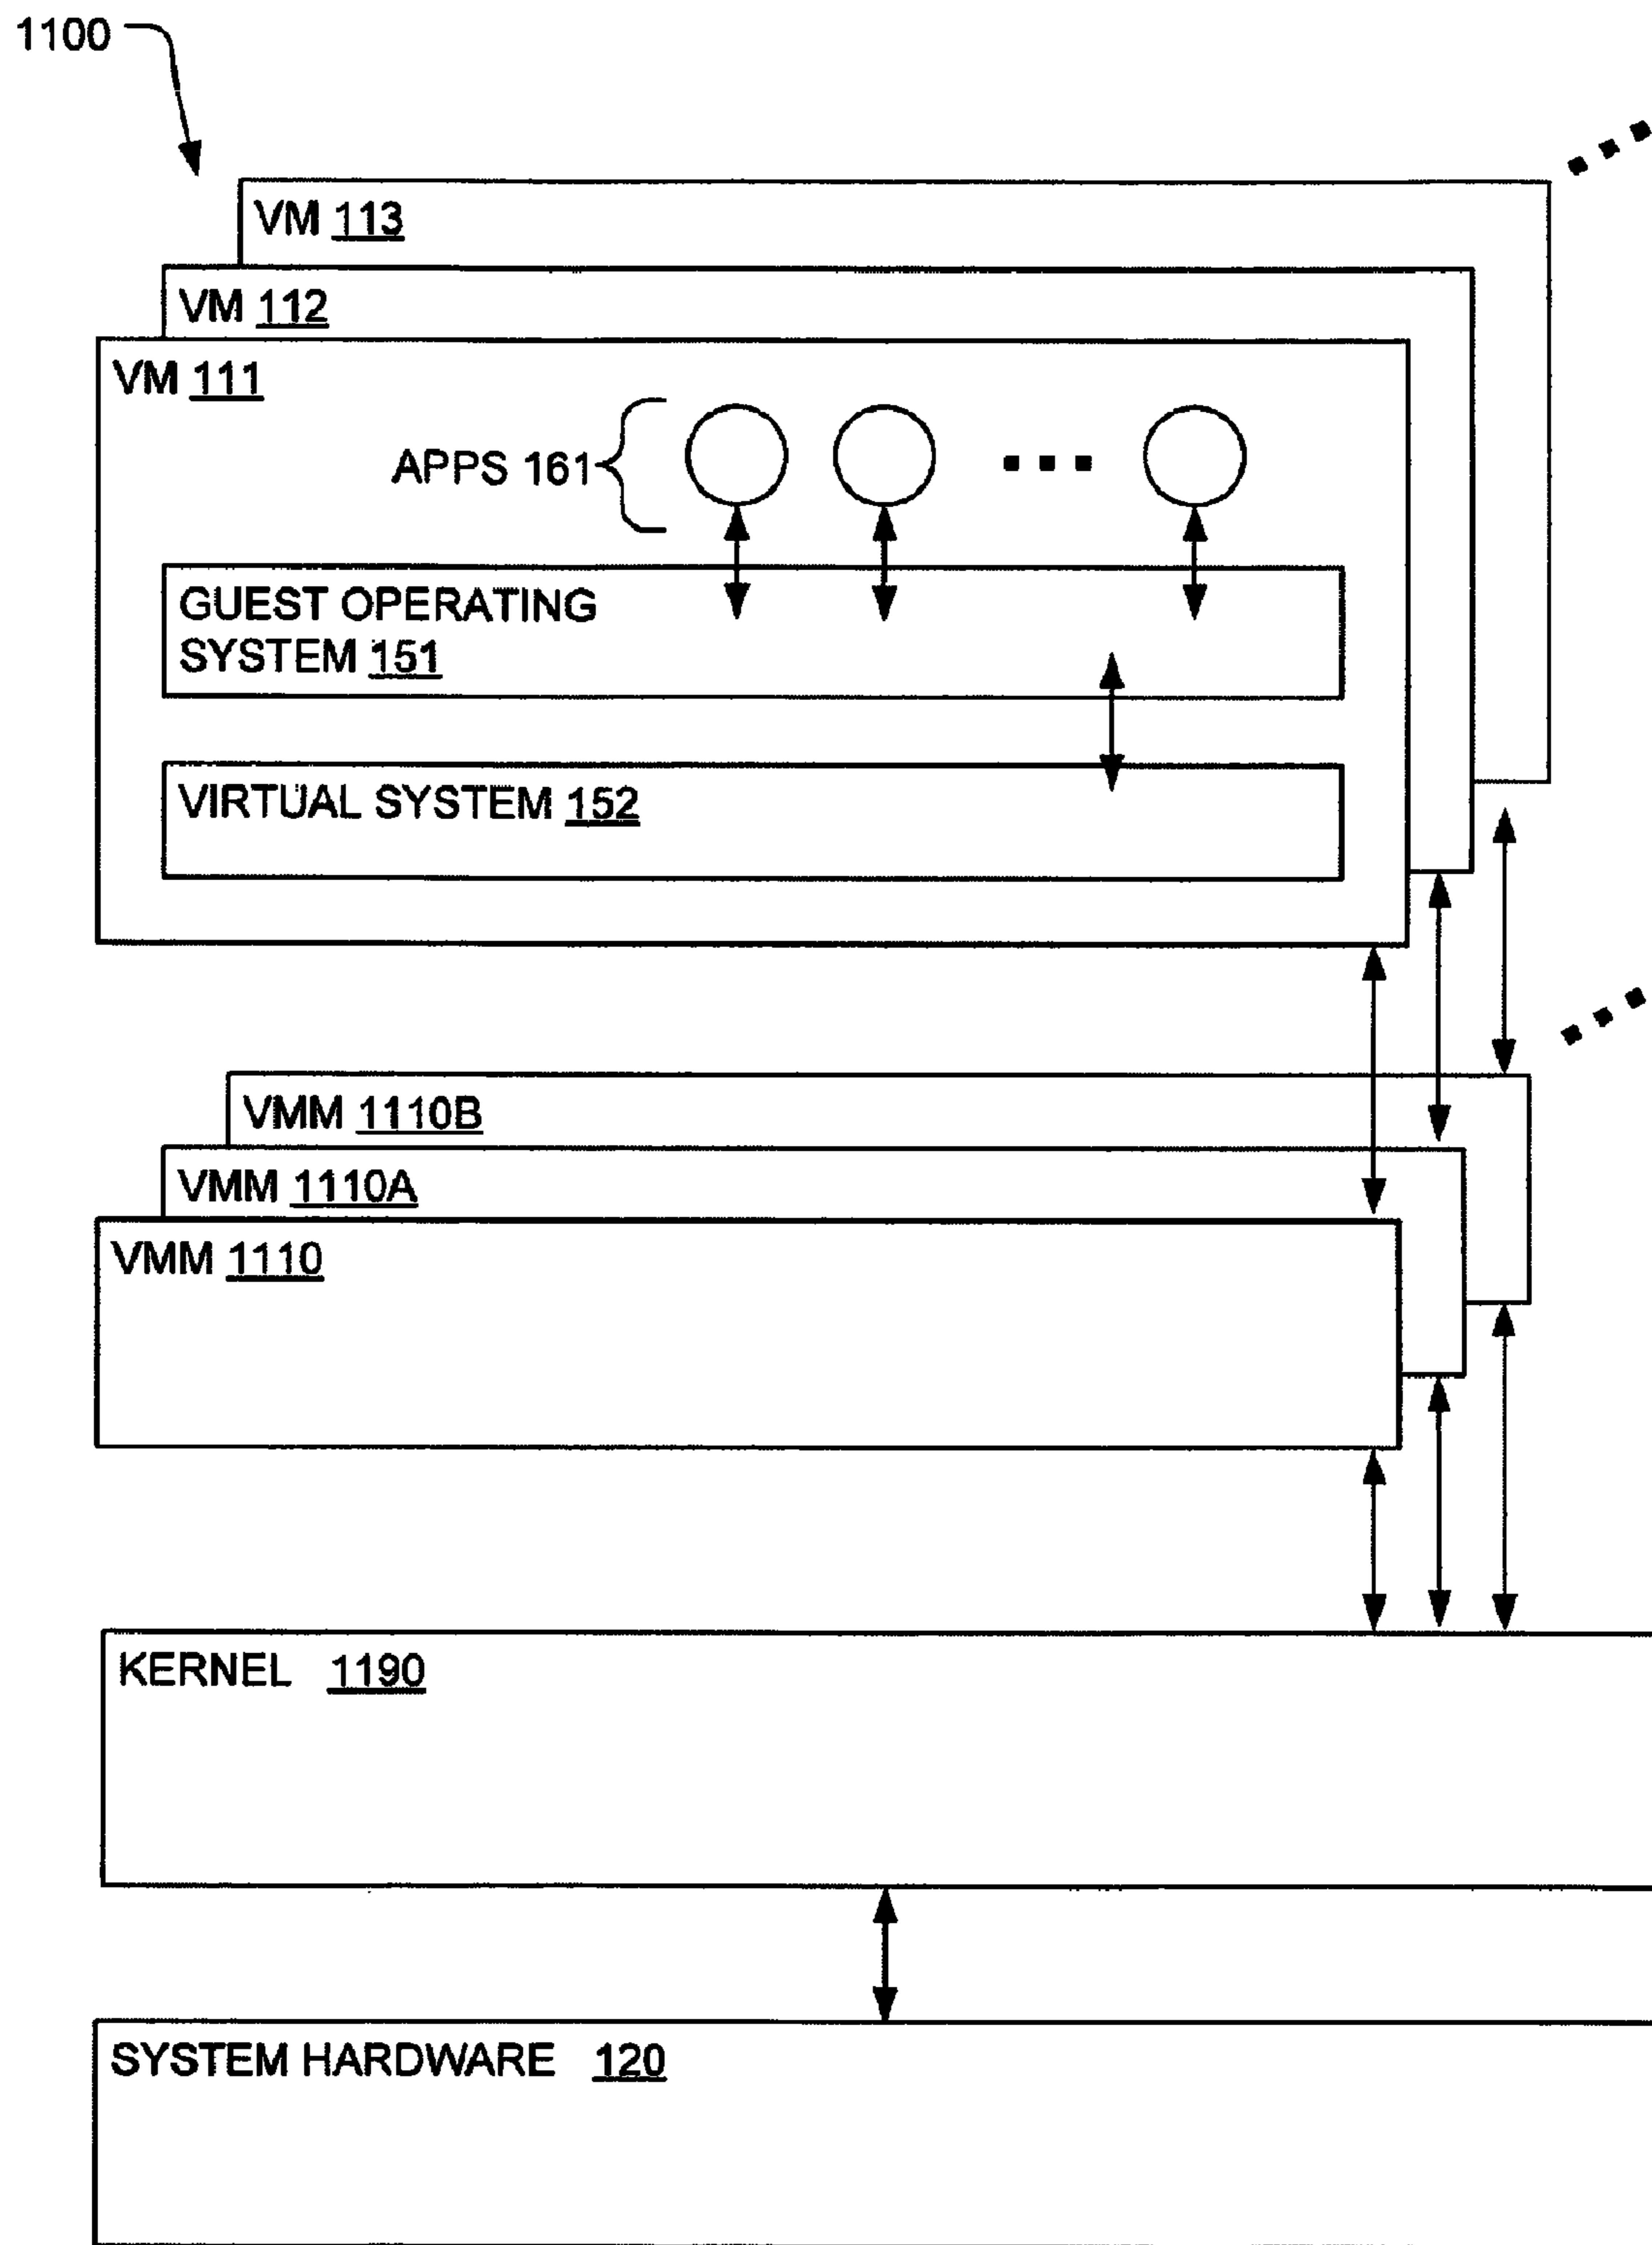 1100
VM 113
VM 112
VM 111
APPS 161
GUEST OPERATING
SYSTEM 151
VIRTUAL SYSTEM 152
VMM 1110B
VMM 1110A
VMM 1110
KERNEL 1190
SYSTEM HARDWARE 120